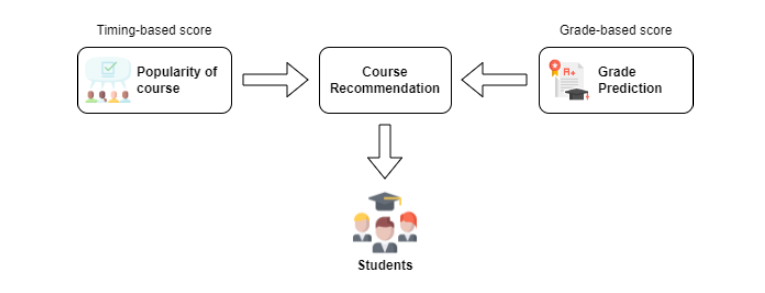 Timing-based score
Grade-based score
Popularity of
course
Course
Recommendation
A+
Grade
Prediction
Students